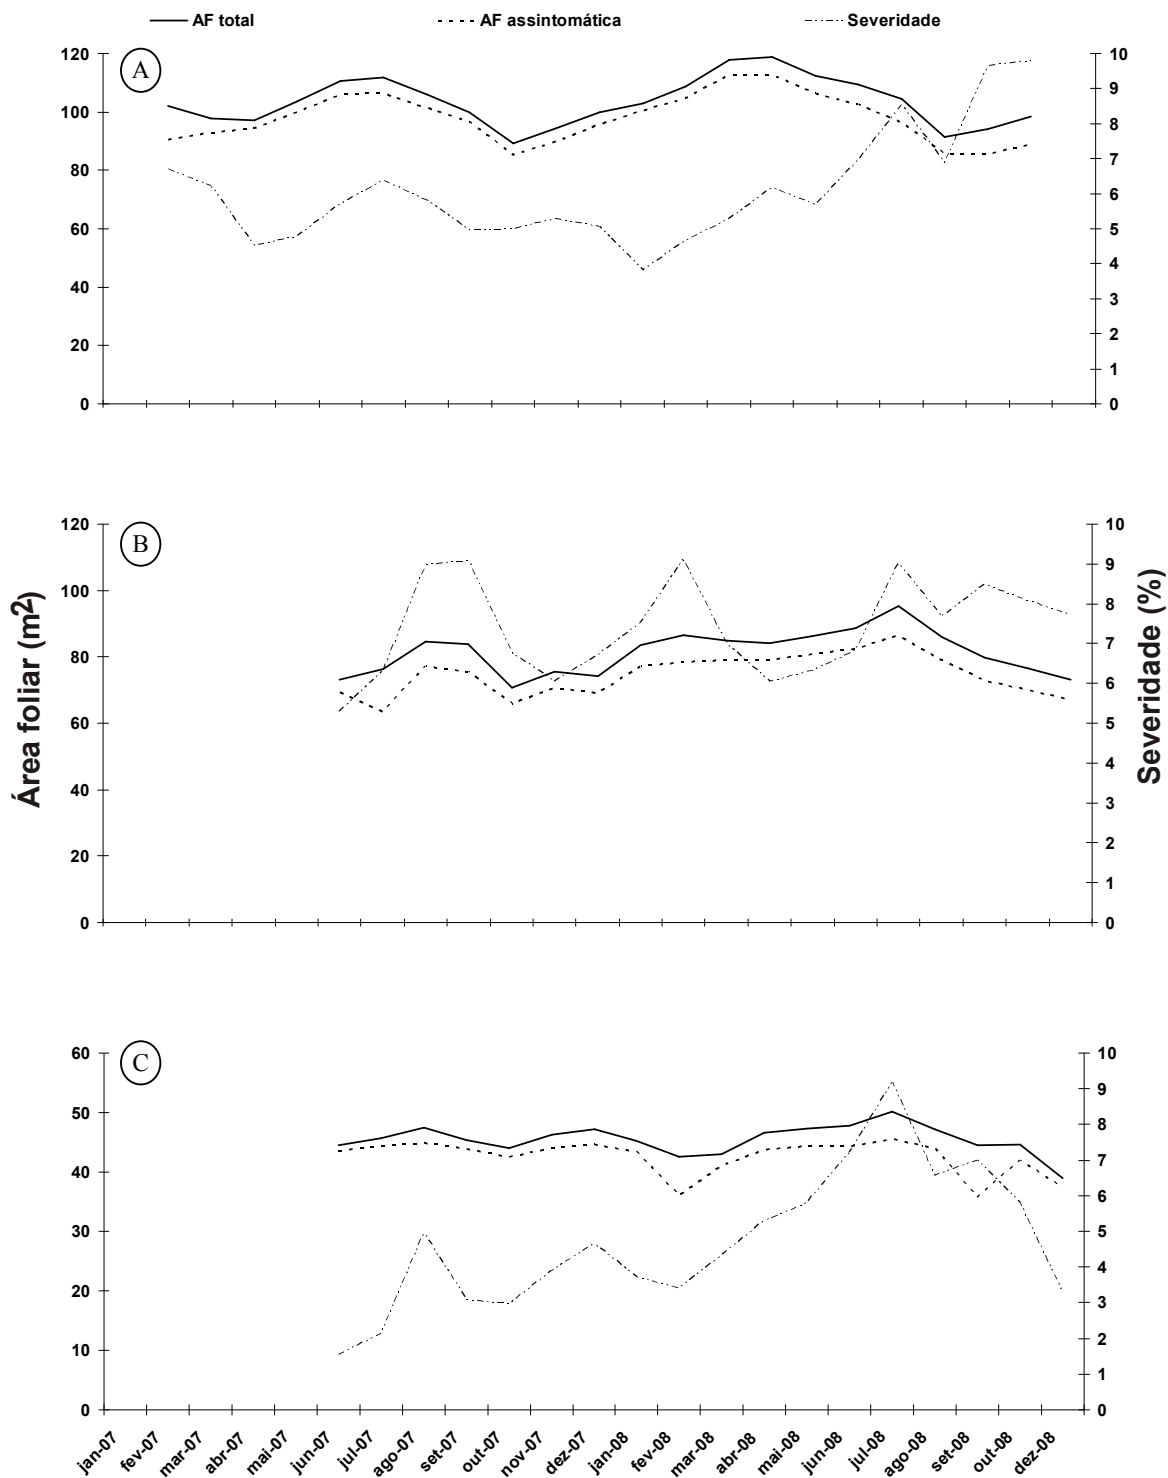 AF total AF assintomática Severidade
A
120
100
80
60
40
20
0
10
9
8
7
6
5
4
3
2
1
0
Área foliar (m²)
Severidade (%)
B
120
100
80
60
40
20
0
10
9
8
7
6
5
4
3
2
1
0
C
60
50
40
30
20
10
0
10
9
8
7
6
5
4
3
2
1
0
jan-07
fev-07
mar-07
abr-07
mai-07
jun-07
jul-07
ago-07
set-07
out-07
nov-07
dez-07
jan-08
fev-08
mar-08
abr-08
mai-08
jun-08
jul-08
ago-08
set-08
out-08
dez-08